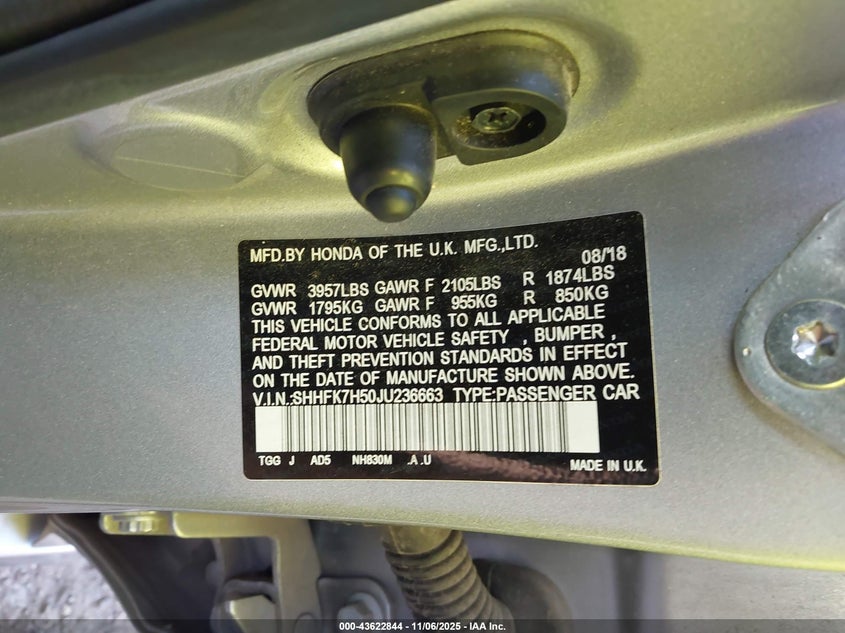 MFD.BY HONDA OF THE U.K. MFG.,LTD.
08/18
GVWR 3957LBS GAWR F 2105LBS R 1874LBS
GVWR 1795KG GAWR F 955KG R 850KG
THIS VEHICLE CONFORMS TO ALL APPLICABLE
FEDERAL MOTOR VEHICLE SAFETY , BUMPER ,
AND THEFT PREVENTION STANDARDS IN EFFECT
ON THE DATE OF MANUFACTURE SHOWN ABOVE.
V.I.N.:SHHFK7H50JU236663 TYPE:PASSENGER CAR
TGG J AD5 NH830M .A .U MADE IN U.K.
000-43622844 - 11/06/2025 - IAA Inc.